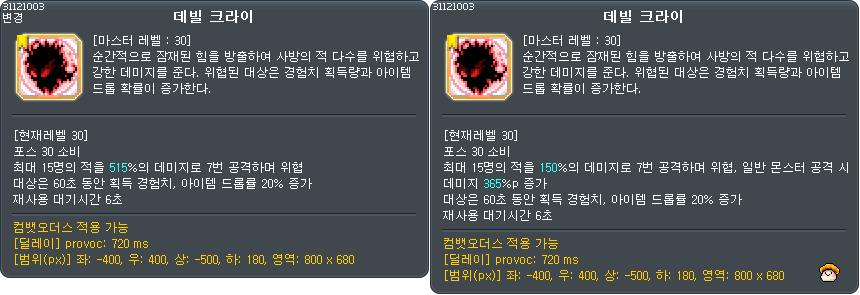 31121003
변경
데빌 크라이
[마스터 레벨 : 30]
순간적으로 잠재된 힘을 방출하여 사방의 적 다수를 위협하고
강한 데미지를 준다. 위협된 대상은 경험치 획득량과 아이템
드롭 확률이 증가한다.
[현재레벨 30]
포스 30 소비
최대 15명의 적을 515%의 데미지로 7번 공격하며 위협
대상은 60초 동안 획득 경험치, 아이템 드롭률 20% 증가
재사용 대기시간 6초
컴뱃오더스 적용 가능
[딜레이] provoc: 720 ms
[범위(px)] 좌: -400, 우: 400, 상: -500, 하: 180, 영역: 800 x 680
31121003
데빌 크라이
[마스터 레벨 : 30]
순간적으로 잠재된 힘을 방출하여 사방의 적 다수를 위협하고
강한 데미지를 준다. 위협된 대상은 경험치 획득량과 아이템
드롭 확률이 증가한다.
[현재레벨 30]
포스 30 소비
최대 15명의 적을 150%의 데미지로 7번 공격하며 위협, 일반 몬스터 공격 시
데미지 365%p 증가
대상은 60초 동안 획득 경험치, 아이템 드롭률 20% 증가
재사용 대기시간 6초
컴뱃오더스 적용 가능
[딜레이] provoc: 720 ms
[범위(px)] 좌: -400, 우: 400, 상: -500, 하: 180, 영역: 800 x 680